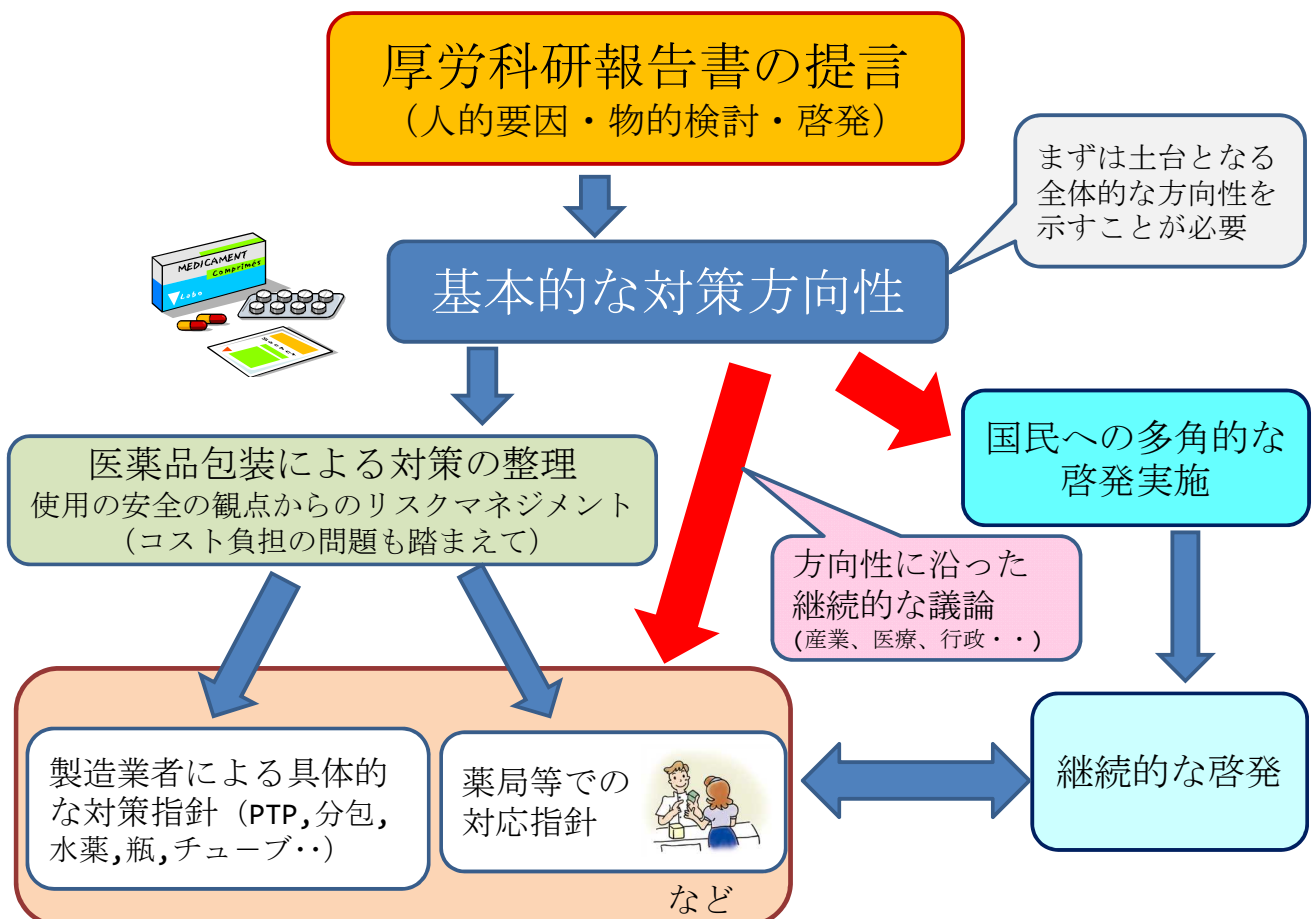 厚労科研報告書の提言
（人的要因・物的検討・啓発）
まずは土台となる
全体的な方向性を
示すことが必要
MEDICAMENT
Comprimés
Labo
Sachet
基本的な対策方向性
医薬品包装による対策の整理
使用の安全の観点からのリスクマネジメント
（コスト負担の問題も踏まえて）
国民への多角的な
啓発実施
方向性に沿った
継続的な議論
(産業、医療、行政・・)
製造業者による具体的
な対策指針（PTP,分包,
水薬,瓶,チューブ‥）
薬局等での
対応指針
など
継続的な啓発